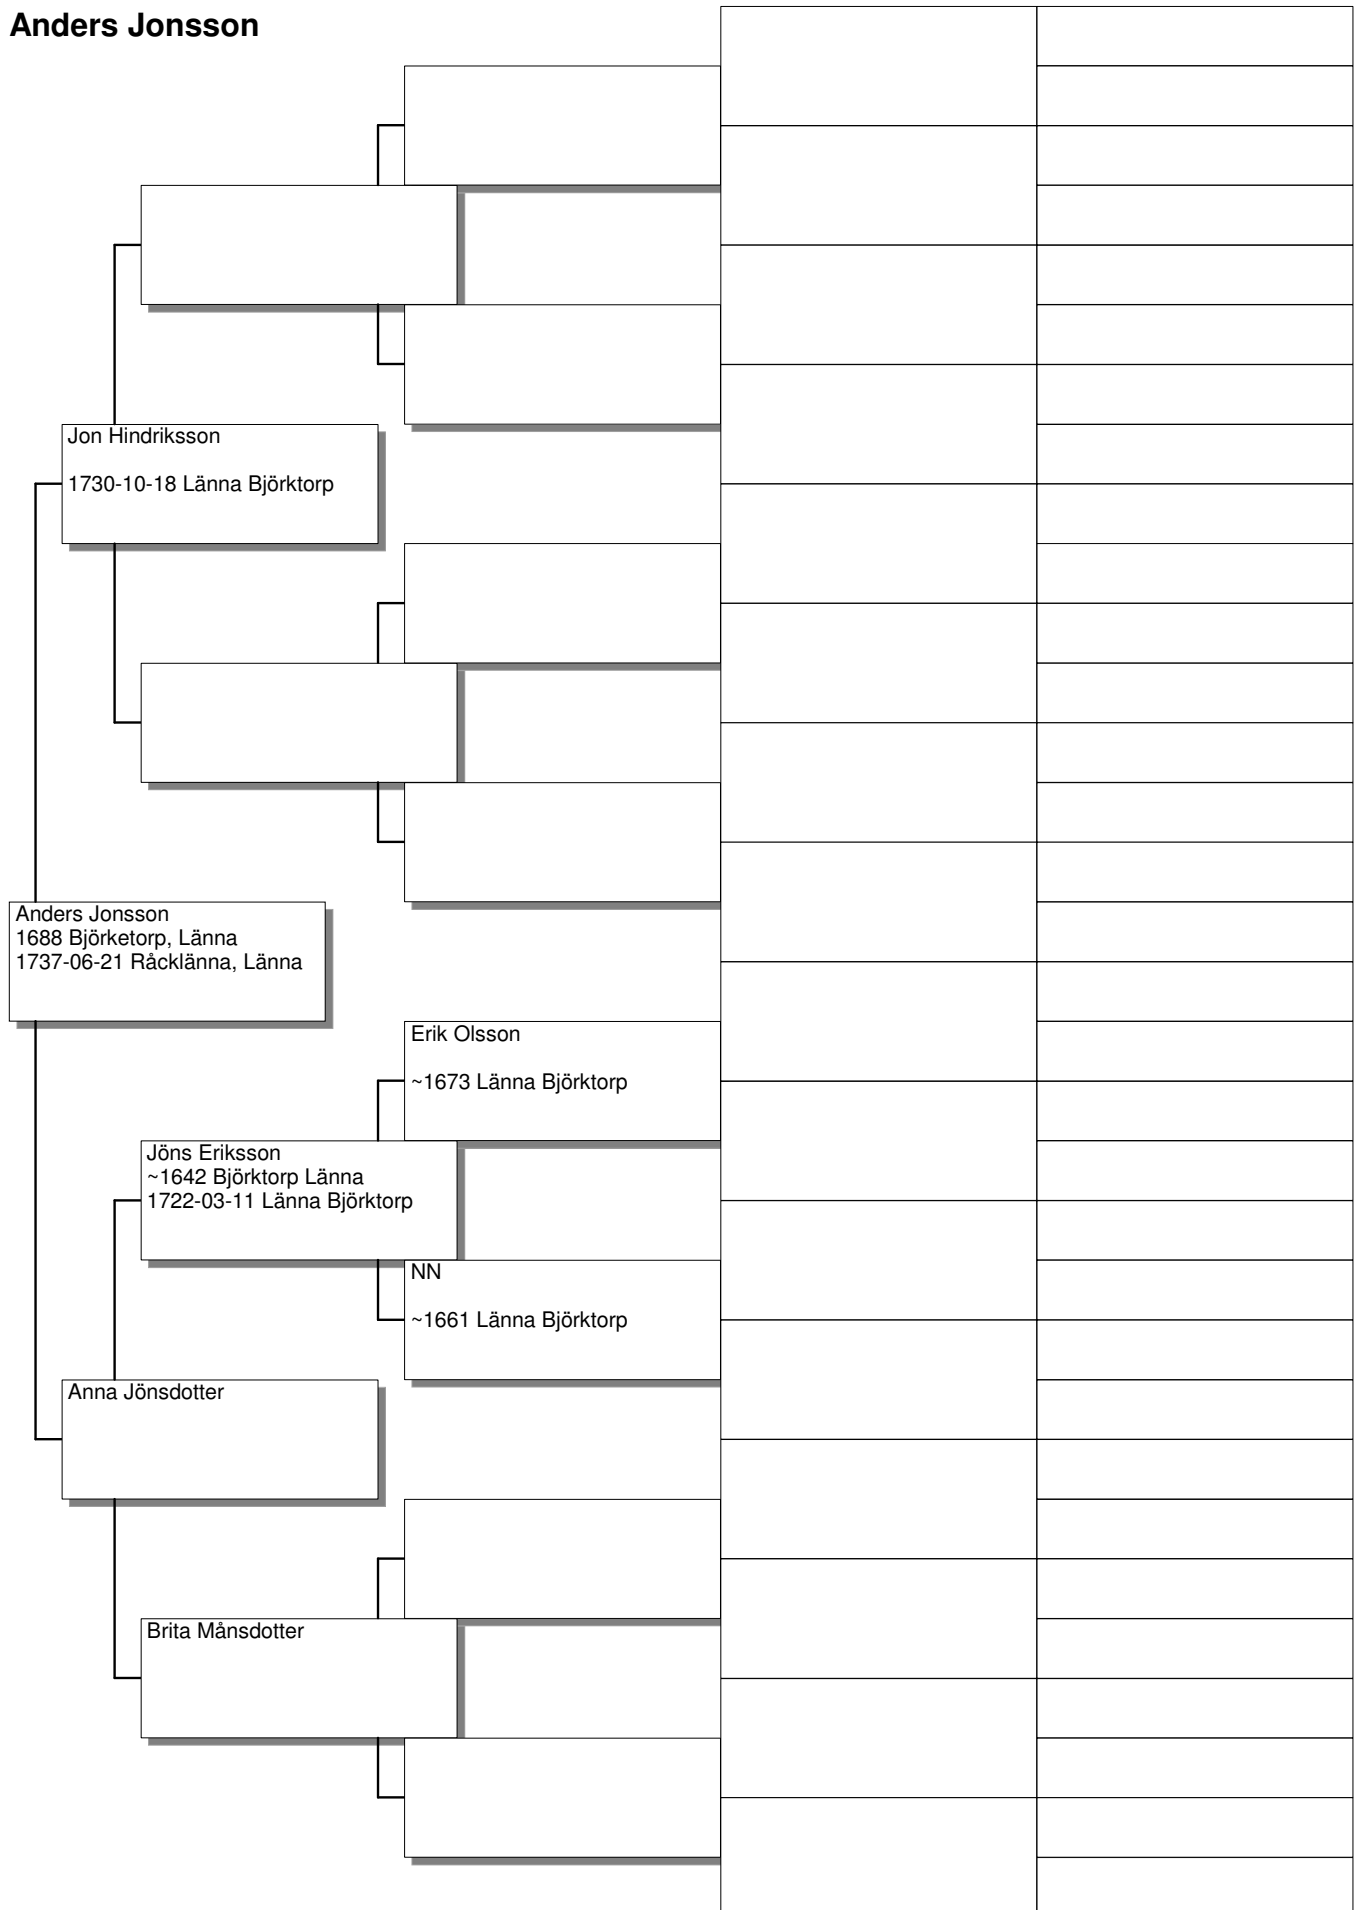 Anders Jonsson
Jon Hindriksson
1730-10-18 Länna Björktorp
Anders Jonsson
1688 Björketorp, Länna
1737-06-21 Råcklänna, Länna
Erik Olsson
~1673 Länna Björktorp
Jöns Eriksson
~1642 Björktorp Länna
1722-03-11 Länna Björktorp
NN
~1661 Länna Björktorp
Anna Jönsdotter
Brita Månsdotter